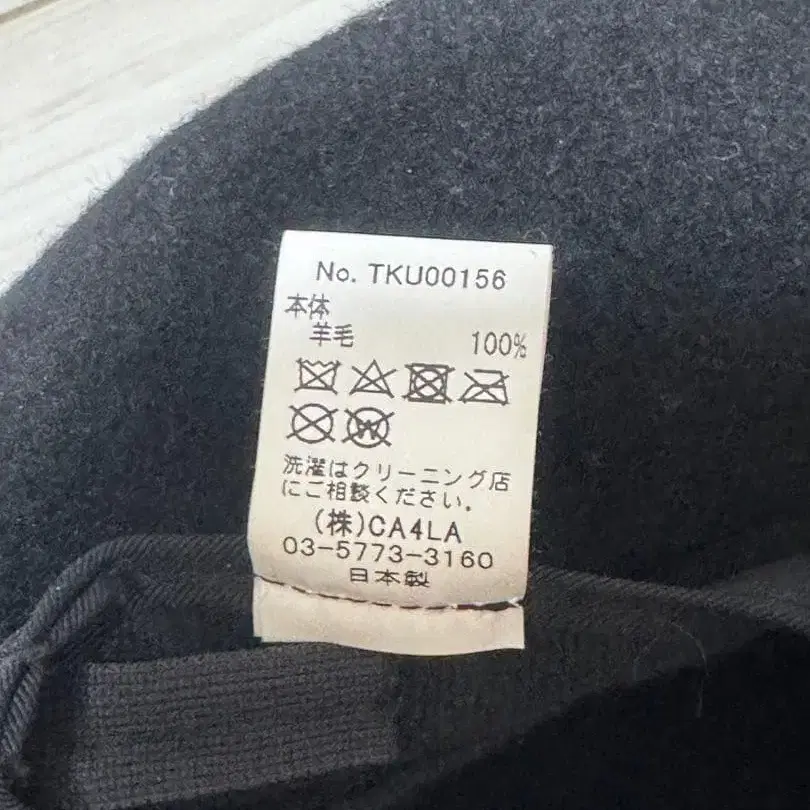 No. TKU00156
本体
羊毛 100%
W
洗濯はクリーニング店
にご相談ください。
(株)CA4LA
03-5773-3160
日本製